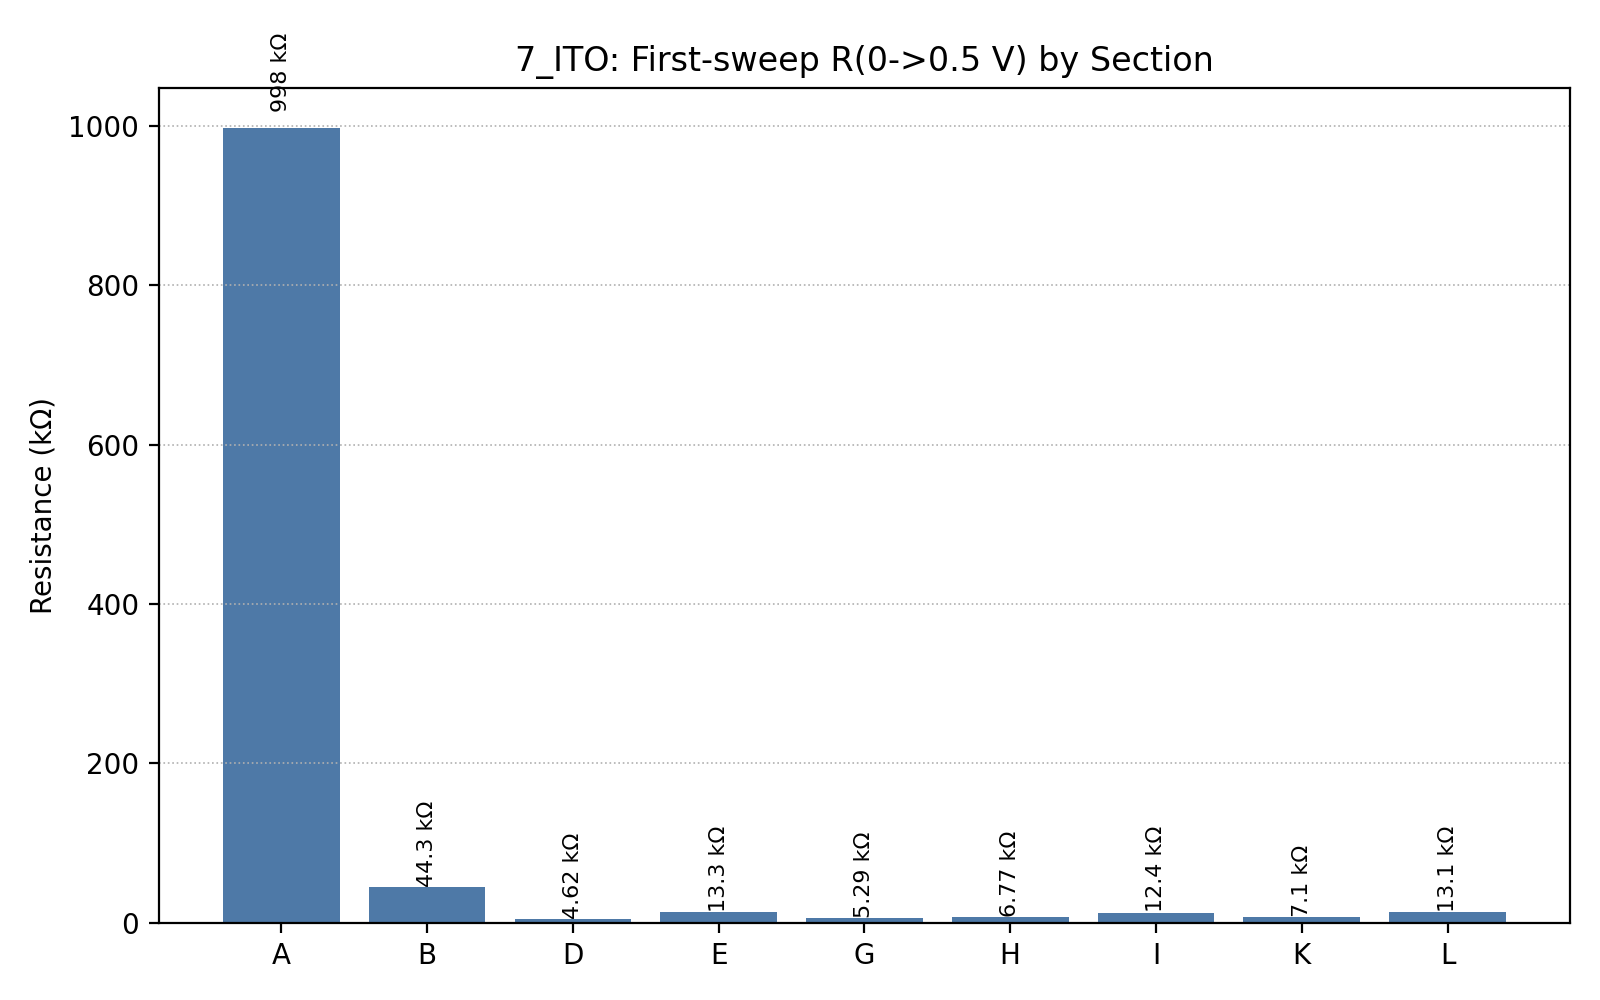 7_ITO: First-sweep R(0->0.5 V) by Section
Resistance (kΩ)
1000
800
600
400
200
0
998 kΩ
44.3 kΩ
4.62 kΩ
13.3 kΩ
5.29 kΩ
6.77 kΩ
12.4 kΩ
7.1 kΩ
13.1 kΩ
A B D E G H I K L